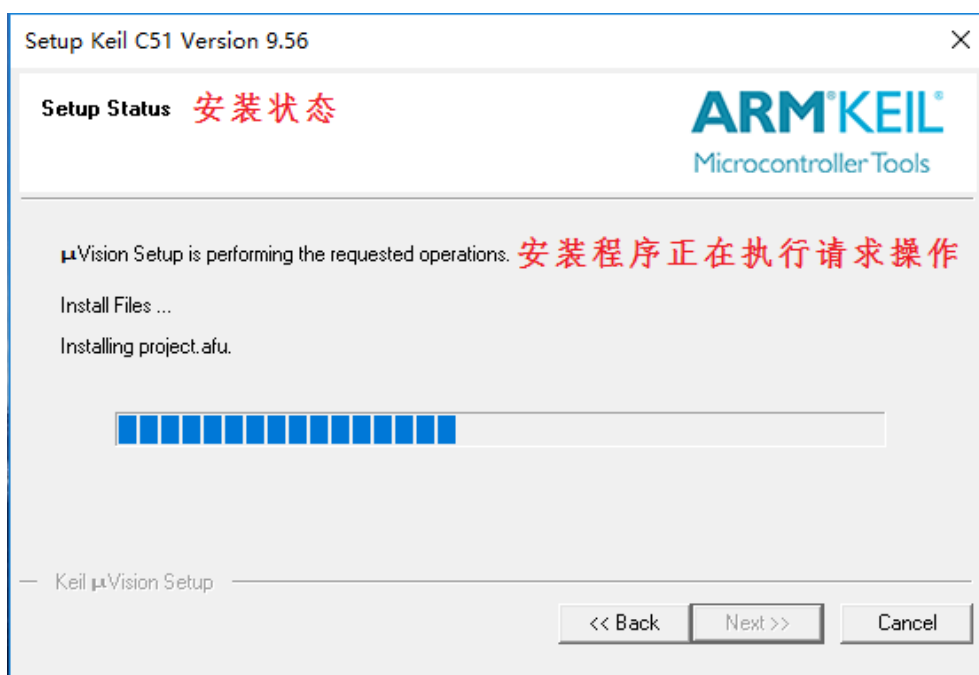 Setup Keil C51 Version 9.56
Setup Status 安装状态
ARM®KEIL®
Microcontroller Tools
µVision Setup is performing the requested operations. 安装程序正在执行请求操作
Install Files ...
Installing project.afu.
Keil µVision Setup
<< Back Next >> Cancel